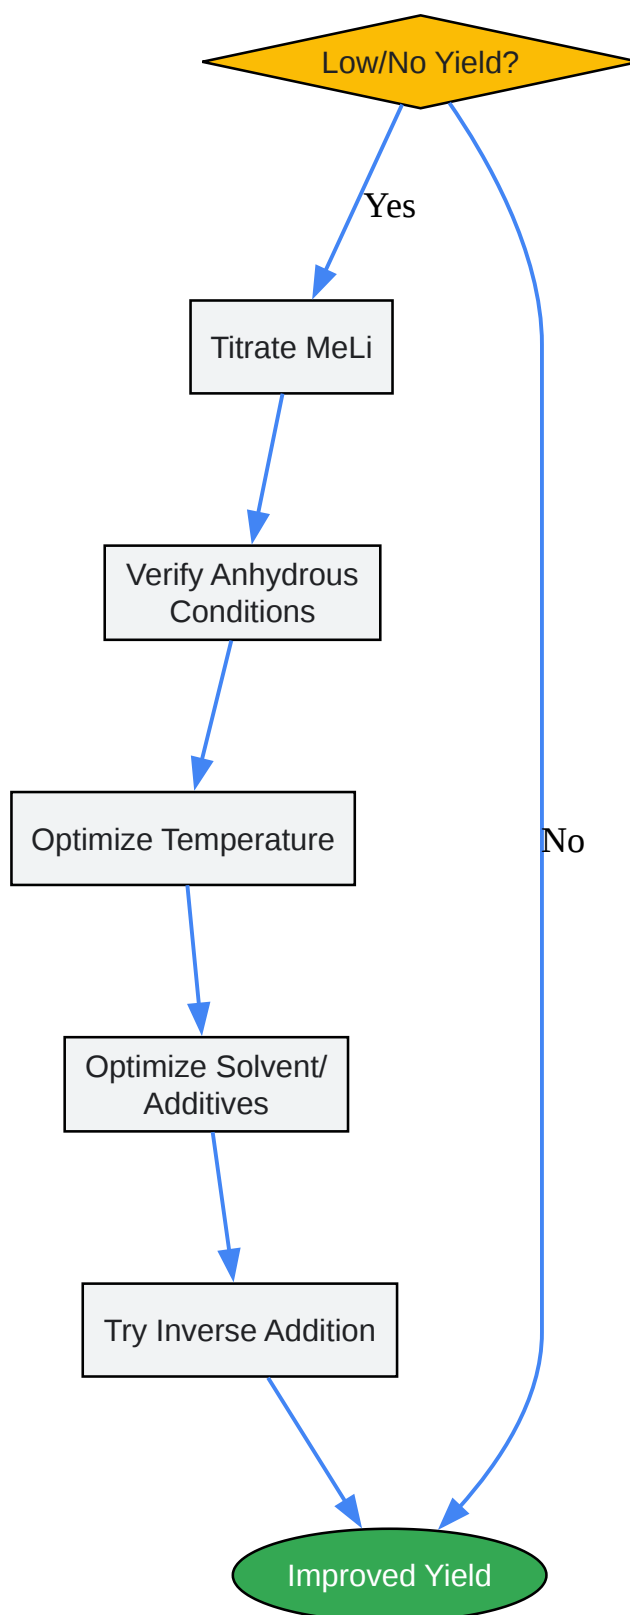 Low/No Yield?
Yes
Titrate MeLi
Verify Anhydrous
Conditions
Optimize Temperature
No
Optimize Solvent/
Additives
Try Inverse Addition
Improved Yield